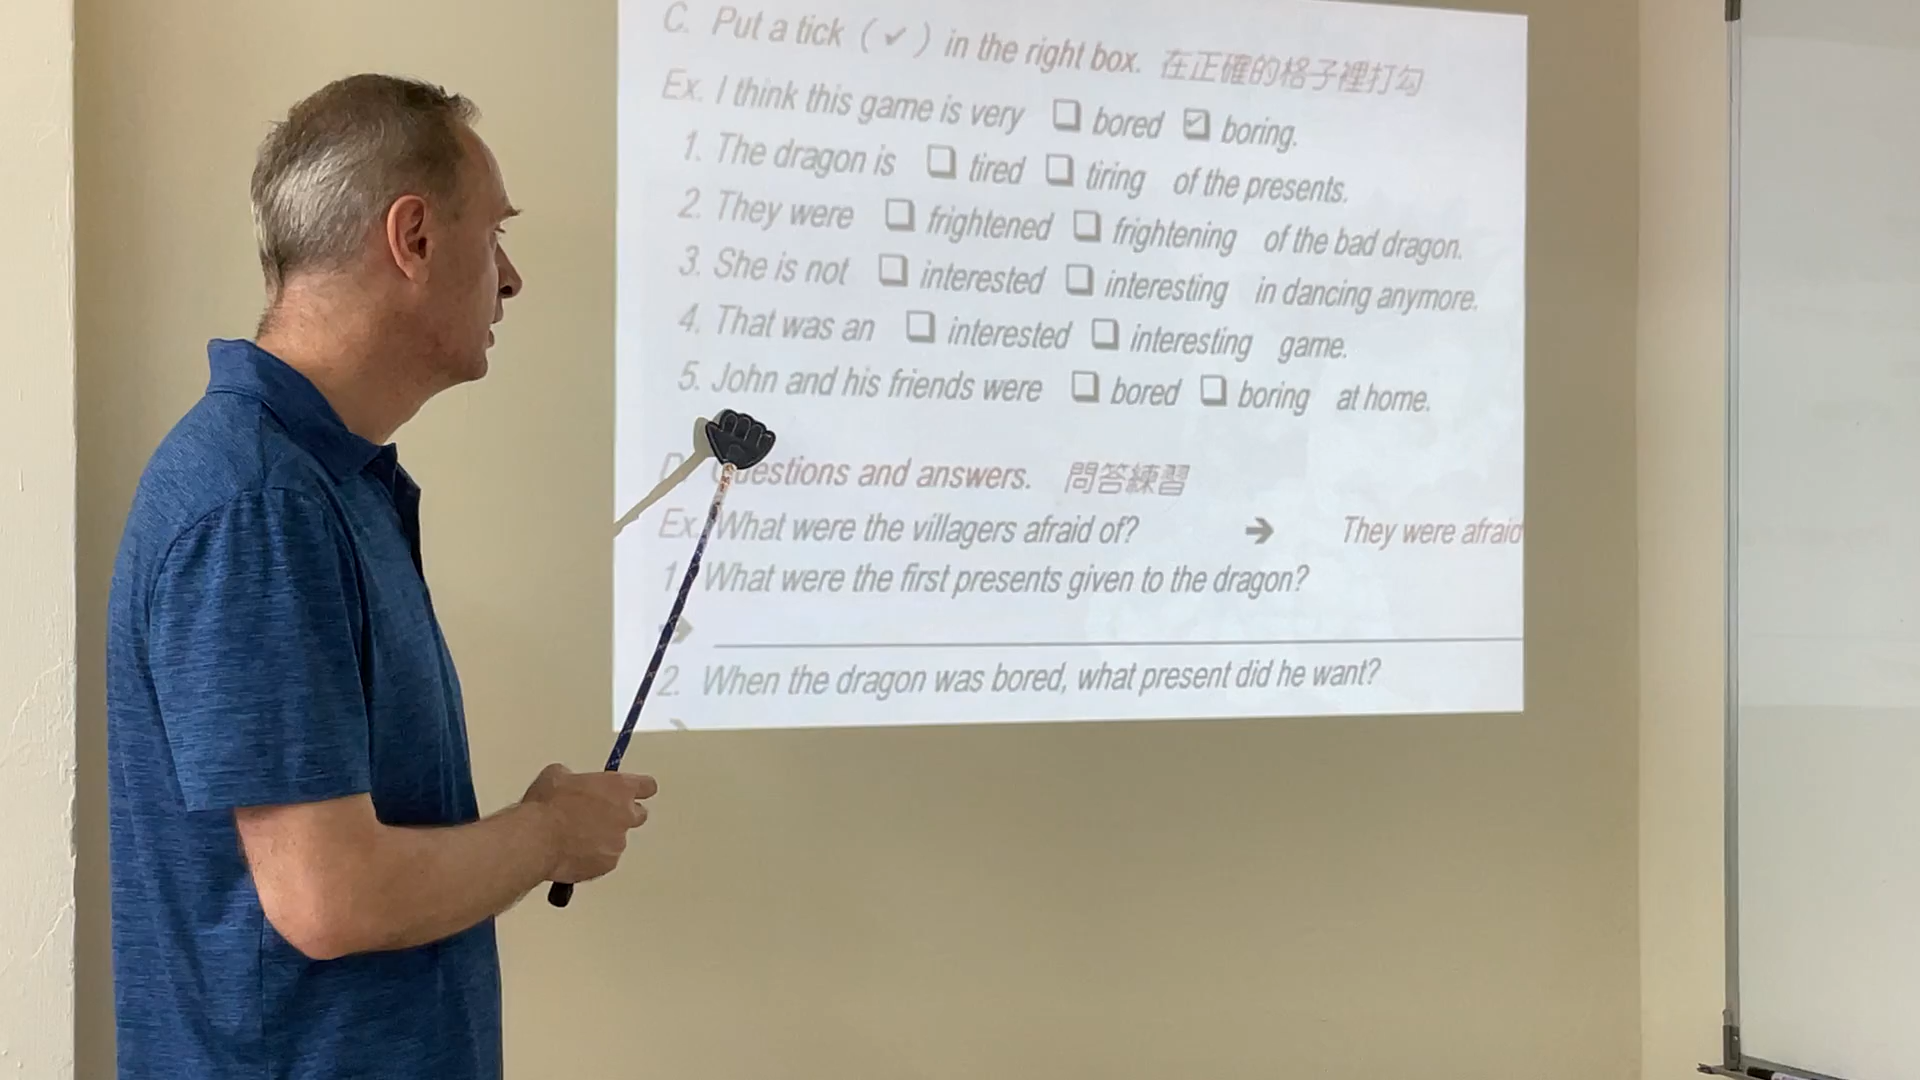 C. Put a tick (✓) in the right box. 在正確的格子裡打勾
Ex. I think this game is very ☐ bored ☑ boring.
1. The dragon is ☐ tired ☐ tiring of the presents.
2. They were ☐ frightened ☐ frightening of the bad dragon.
3. She is not ☐ interested ☐ interesting in dancing anymore.
4. That was an ☐ interested ☐ interesting game.
5. John and his friends were ☐ bored ☐ boring at home.
D. Questions and answers. 問答練習
Ex. What were the villagers afraid of? ➔ They were afraid
1. What were the first presents given to the dragon?
➔
2. When the dragon was bored, what present did he want?